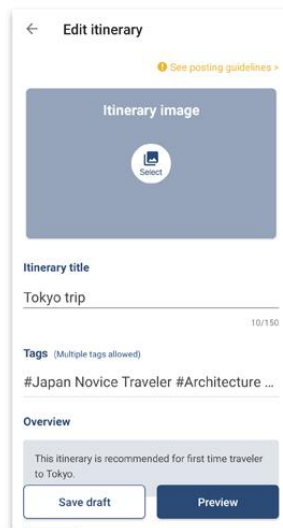 Edit itinerary
See posting guidelines >
Itinerary image
Select
Itinerary title
Tokyo trip
10/150
Tags (Multiple tags allowed)
#Japan Novice Traveler #Architecture ...
Overview
This itinerary is recommended for first time traveler
to Tokyo.
Save draft
Preview